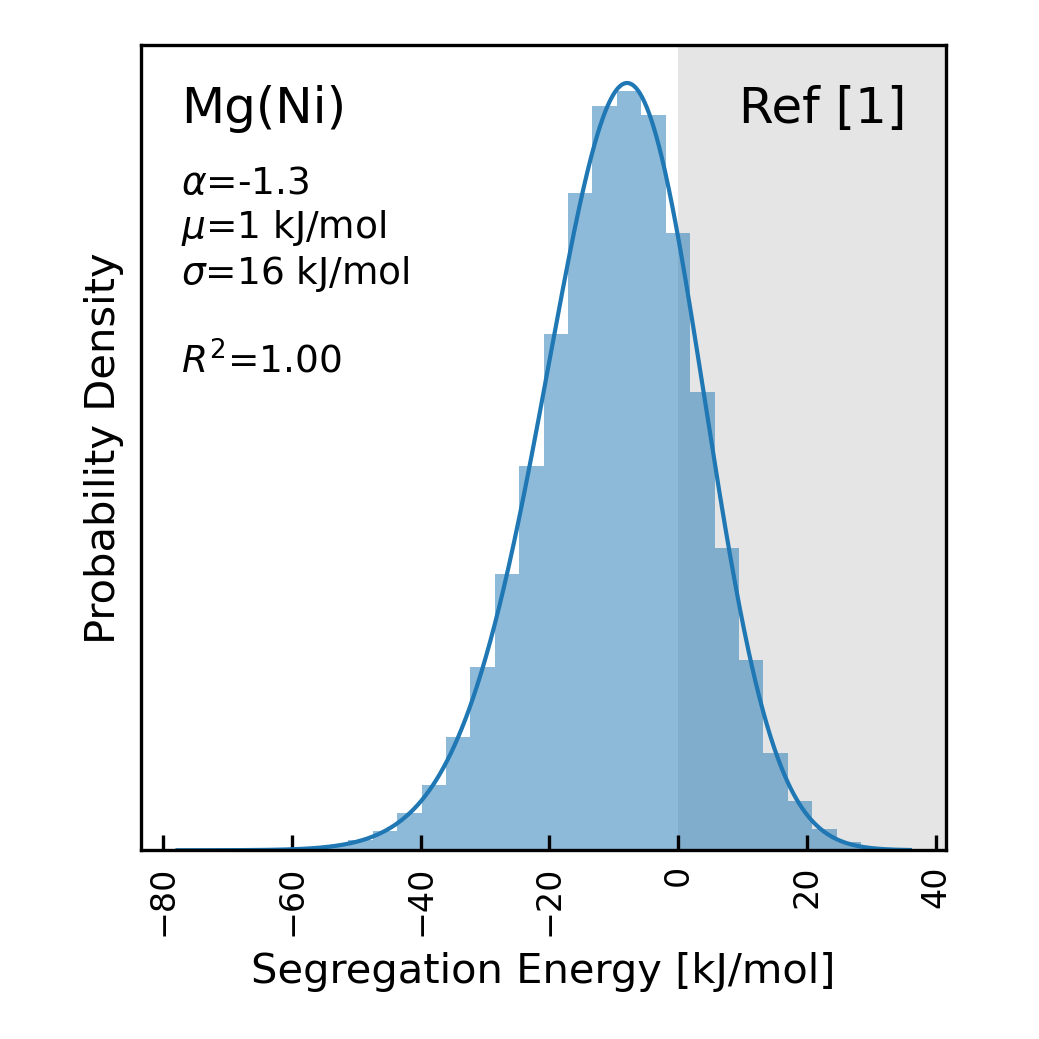 Mg(Ni)
Ref [1]
α=-1.3
μ=1 kJ/mol
σ=16 kJ/mol
R²=1.00
Probability Density
−80 −60 −40 −20 0 20 40
Segregation Energy [kJ/mol]